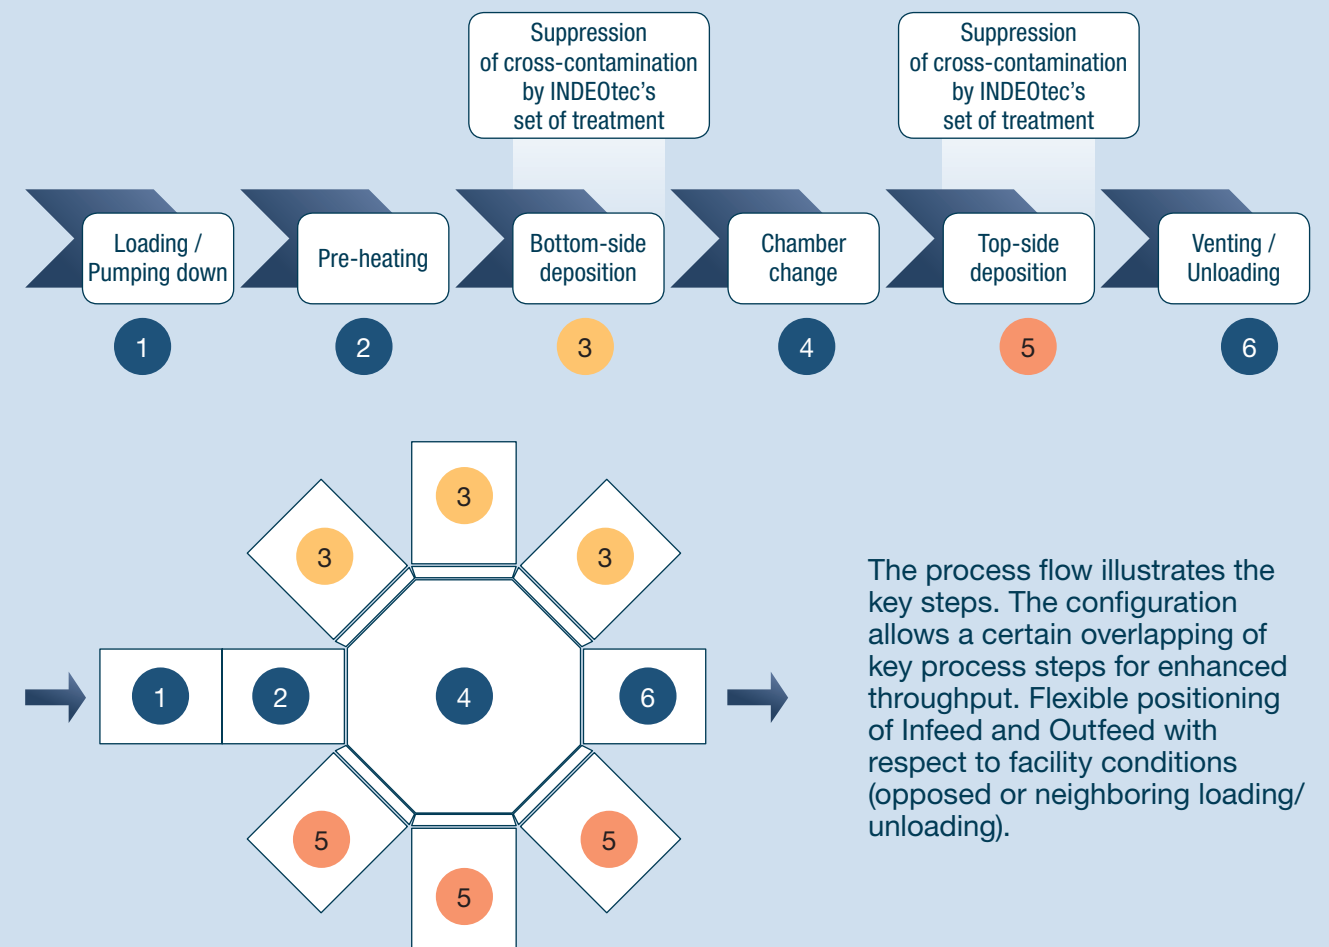 Suppression
of cross-contamination
by INDEOtec's
set of treatment
Suppression
of cross-contamination
by INDEOtec's
set of treatment
Loading /
Pumping down
Pre-heating
Bottom-side
deposition
Chamber
change
Top-side
deposition
Venting /
Unloading
1
2
3
4
5
6
3
3
3
1
2
4
6
5
5
5
The process flow illustrates the
key steps. The configuration
allows a certain overlapping of
key process steps for enhanced
throughput. Flexible positioning
of Infeed and Outfeed with
respect to facility conditions
(opposed or neighboring loading/
unloading).